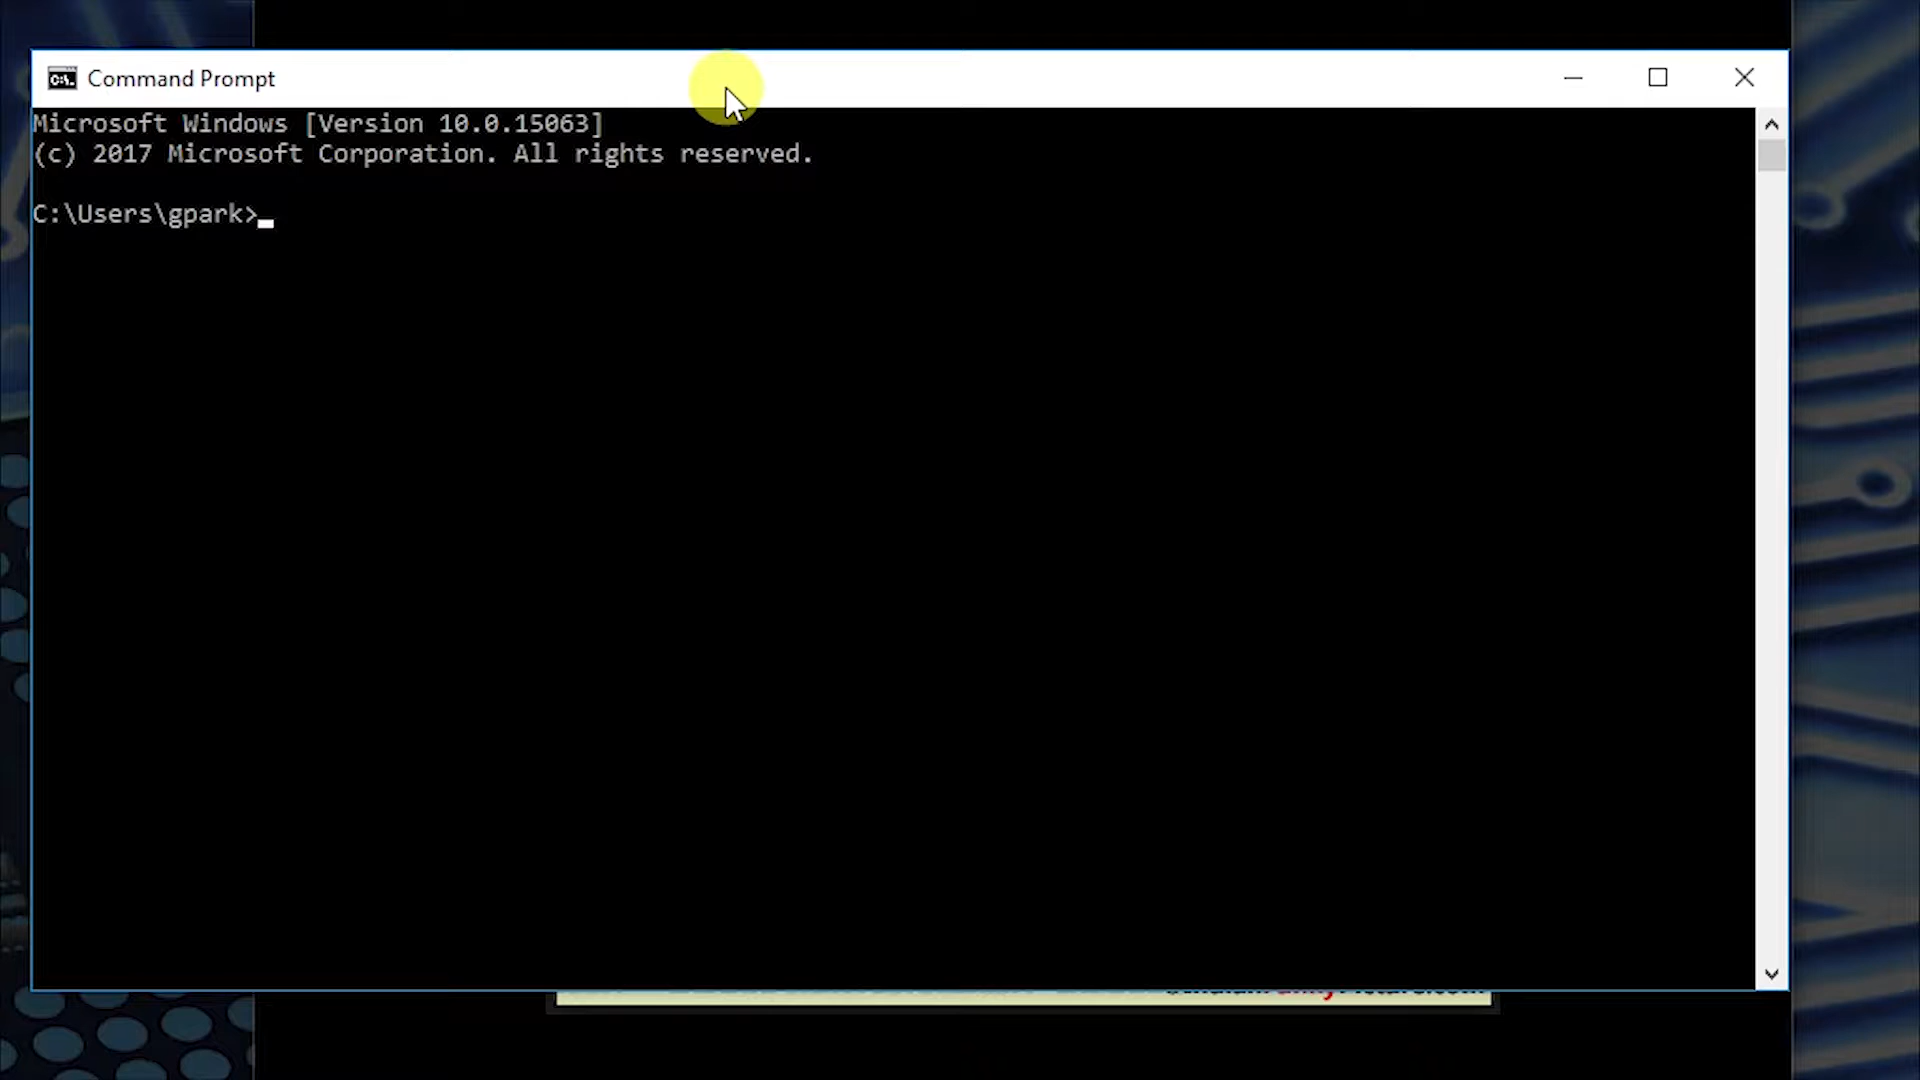 Command Prompt
Microsoft Windows [Version 10.0.15063]
(c) 2017 Microsoft Corporation. All rights reserved.
C:\Users\gpark>